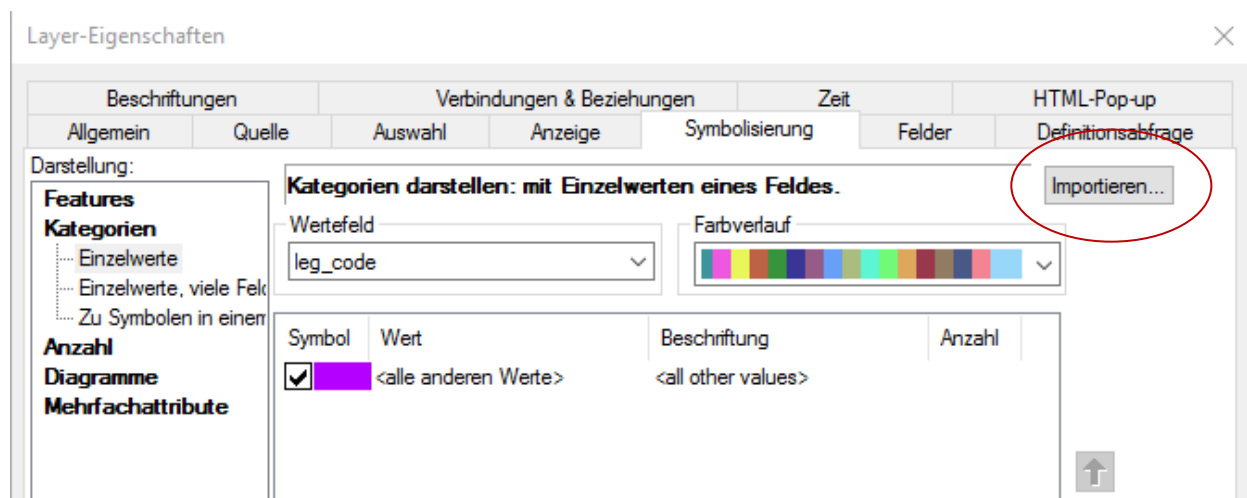 Layer-Eigenschaften
Beschriftungen Verbindungen & Beziehungen Zeit HTML-Pop-up
Allgemein Quelle Auswahl Anzeige Symbolisierung Felder Definitionsabfrage
Darstellung:
Features
Kategorien
Einzelwerte
Einzelwerte, viele Feld
Zu Symbolen in einem
Anzahl
Diagramme
Mehrfachattribute
Kategorien darstellen: mit Einzelwerten eines Feldes.
Importieren...
Wertefeld
leg_code
Farbverlauf
Symbol Wert Beschriftung Anzahl
<alle anderen Werte> <all other values>